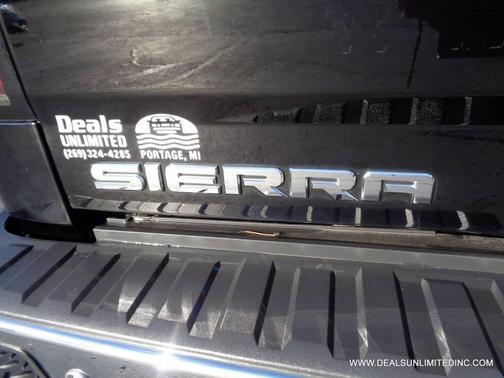 Deals
UNLIMITED
(269) 324-4285
PORTAGE, MI
SIERRA
WWW.DEALSUNLIMITEDINC.COM